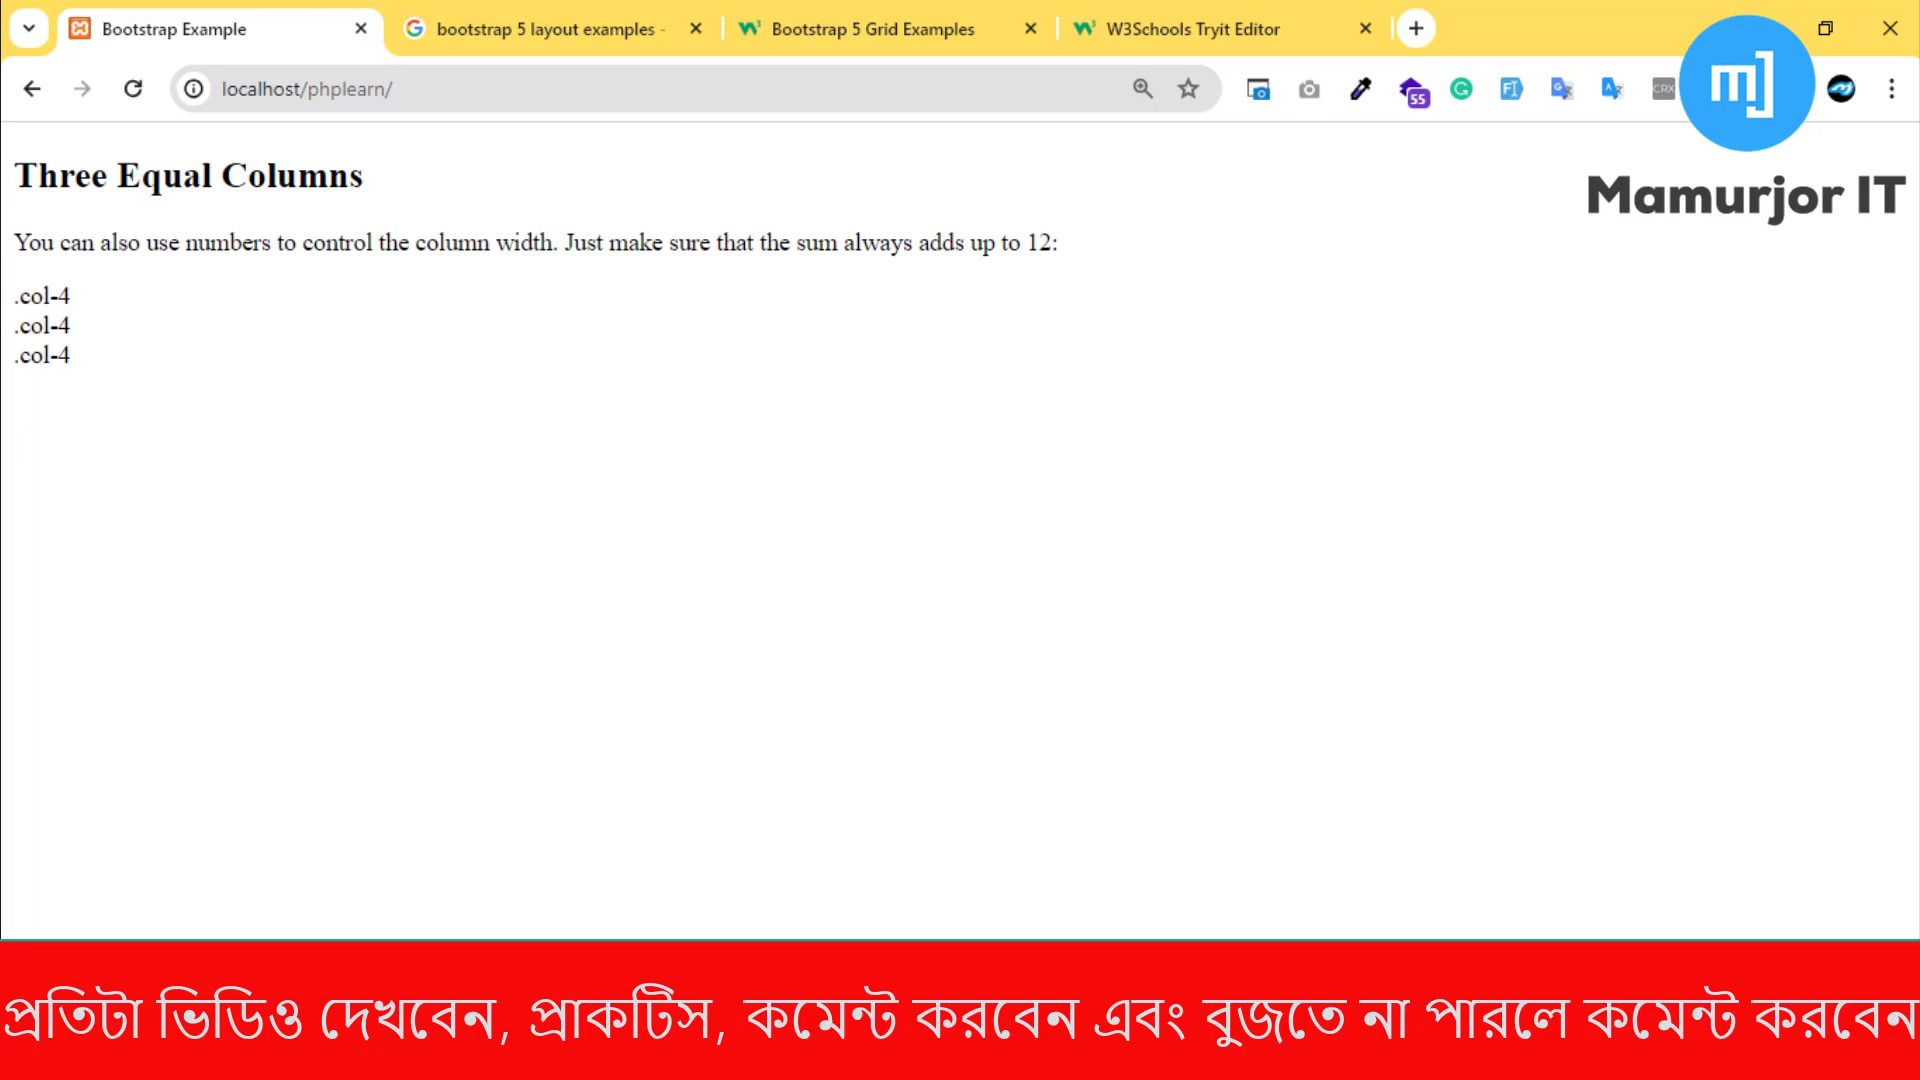 Bootstrap Example
bootstrap 5 layout examples -
Bootstrap 5 Grid Examples
W3Schools Tryit Editor
localhost/phplearn/
55
CRX
mj
Mamurjor IT
Three Equal Columns
You can also use numbers to control the column width. Just make sure that the sum always adds up to 12:
.col-4
.col-4
.col-4
প্রতিটা ভিডিও দেখবেন, প্রাকটিস, কমেন্ট করবেন এবং বুজতে না পারলে কমেন্ট করবেন